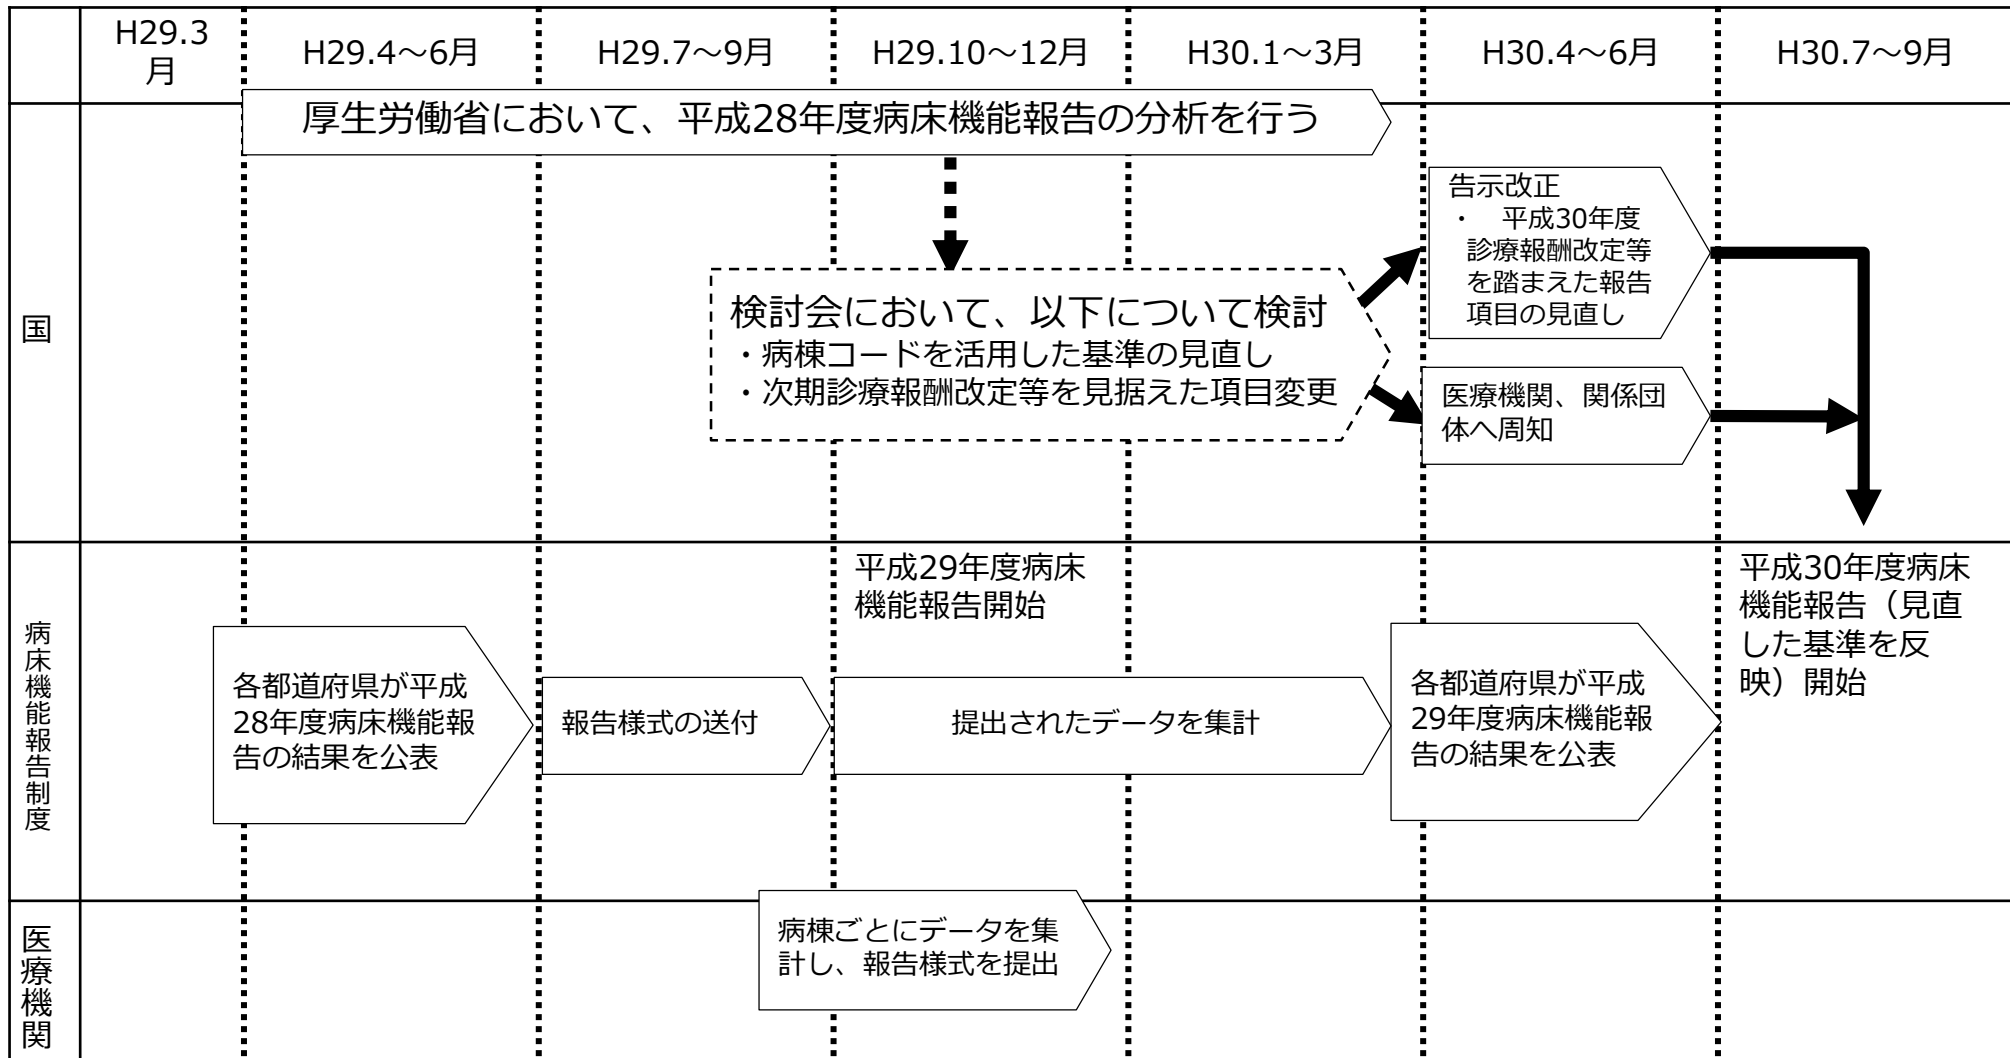 H29.3
月
H29.4～6月
H29.7～9月
H29.10～12月
H30.1～3月
H30.4～6月
H30.7～9月
国
厚生労働省において、平成28年度病床機能報告の分析を行う
検討会において、以下について検討
・病棟コードを活用した基準の見直し
・次期診療報酬改定等を見据えた項目変更
告示改正
・　平成30年度
診療報酬改定等
を踏まえた報告
項目の見直し
医療機関、関係団
体へ周知
病床機能報告制度
各都道府県が平成
28年度病床機能報
告の結果を公表
報告様式の送付
平成29年度病床
機能報告開始
提出されたデータを集計
各都道府県が平成
29年度病床機能報
告の結果を公表
平成30年度病床
機能報告（見直
した基準を反
映）開始
医療機関
病棟ごとにデータを集
計し、報告様式を提出